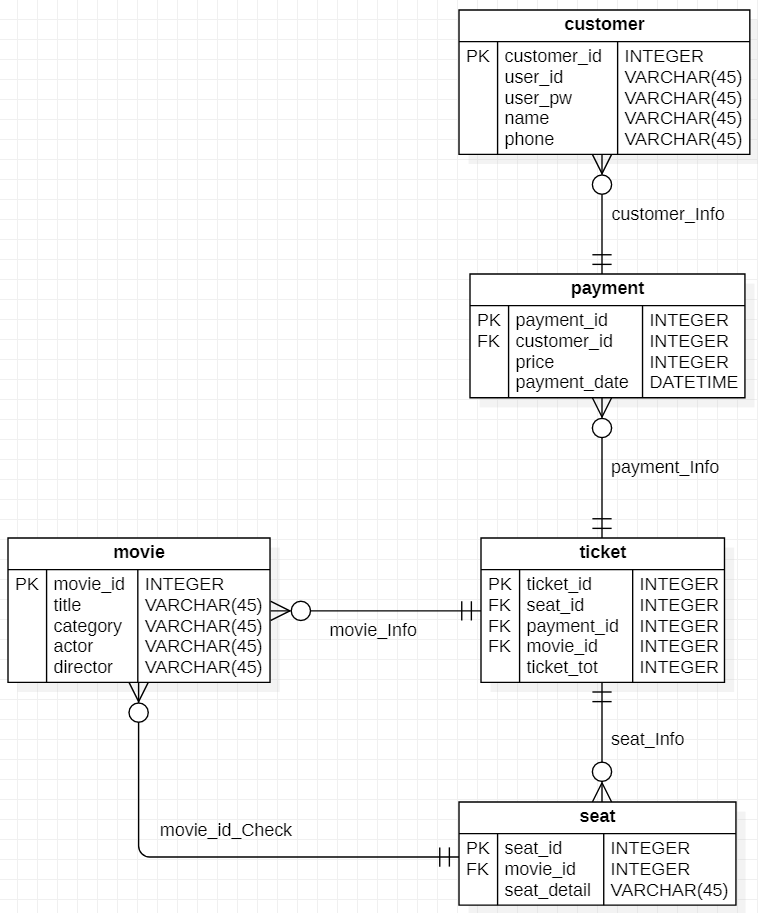 customer
PK customer_id INTEGER
user_id VARCHAR(45)
user_pw VARCHAR(45)
name VARCHAR(45)
phone VARCHAR(45)
customer_Info
payment
PK payment_id INTEGER
FK customer_id INTEGER
price INTEGER
payment_date DATETIME
payment_Info
movie
PK movie_id INTEGER
title VARCHAR(45)
category VARCHAR(45)
actor VARCHAR(45)
director VARCHAR(45)
movie_Info
ticket
PK ticket_id INTEGER
FK seat_id INTEGER
FK payment_id INTEGER
FK movie_id INTEGER
ticket_tot INTEGER
seat_Info
movie_id_Check
seat
PK seat_id INTEGER
FK movie_id INTEGER
seat_detail VARCHAR(45)